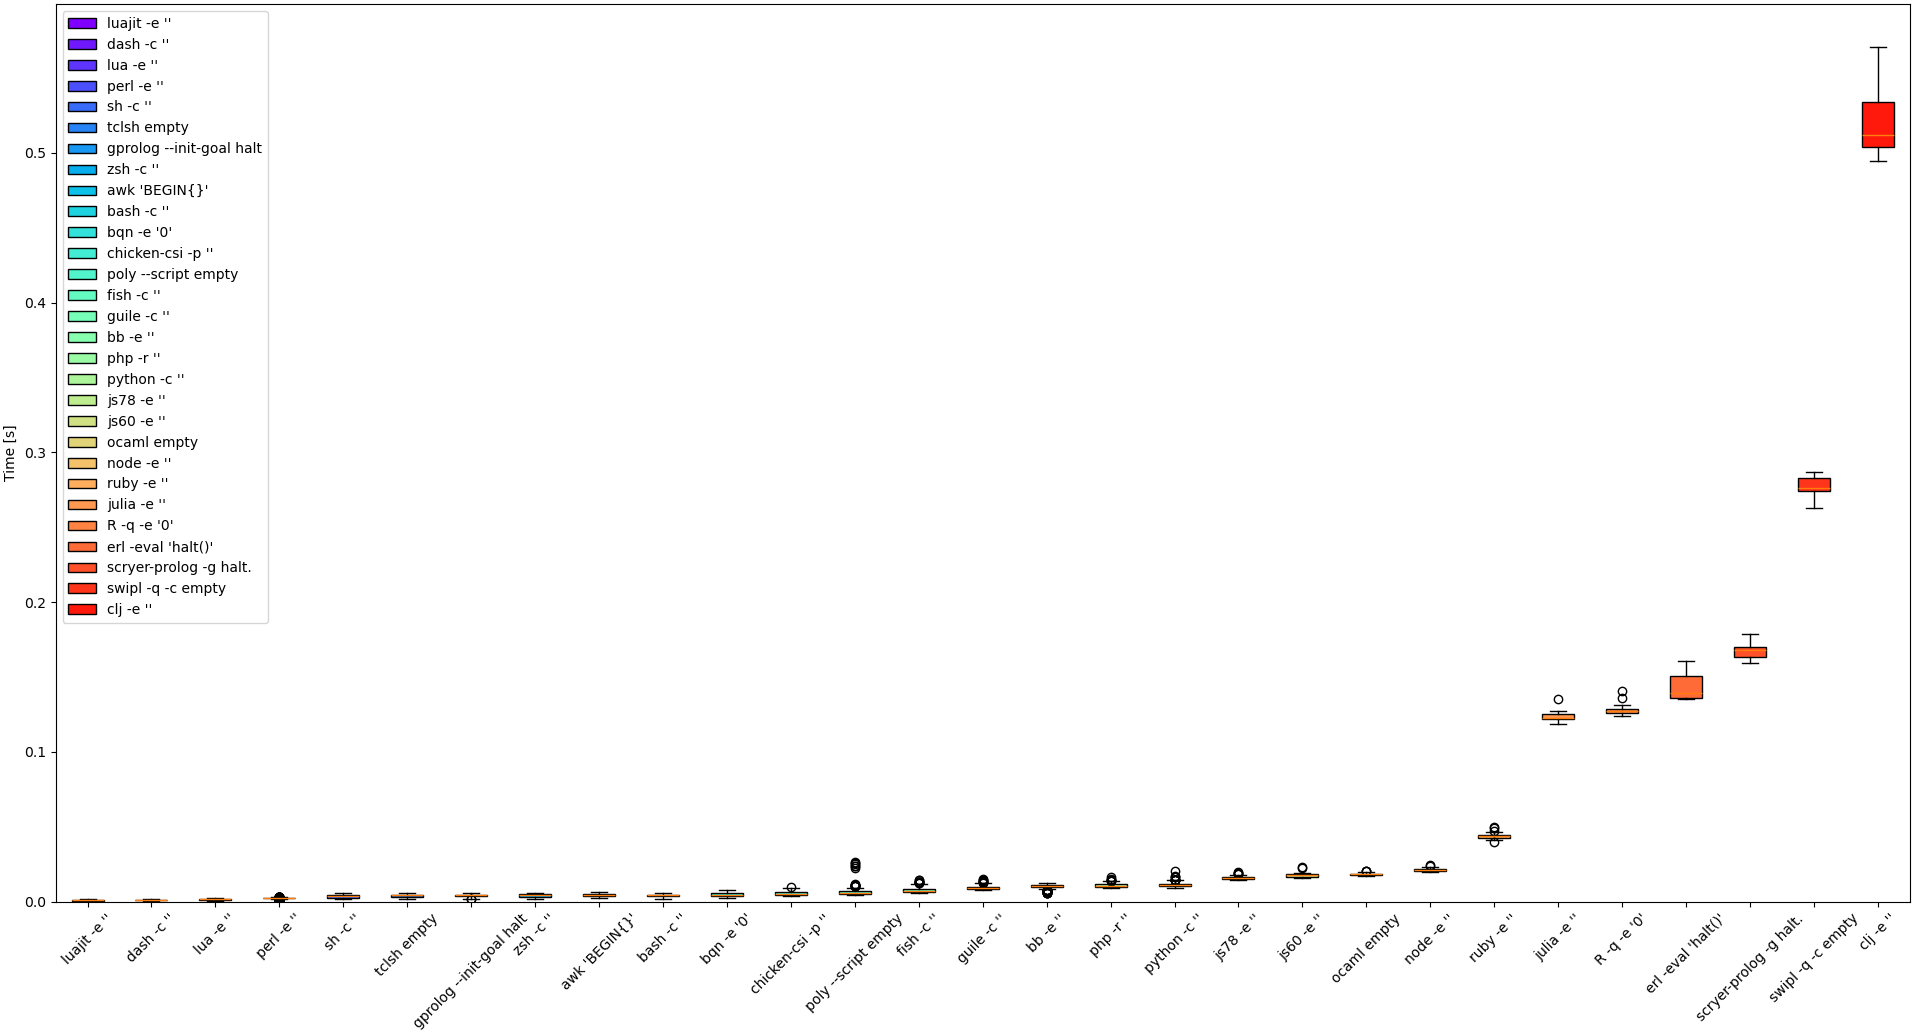 luajit -e ''
dash -c ''
lua -e ''
perl -e ''
sh -c ''
tclsh empty
gprolog --init-goal halt
zsh -c ''
awk 'BEGIN{}'
bash -c ''
bqn -e '0'
chicken-csi -p ''
poly --script empty
fish -c ''
guile -c ''
bb -e ''
php -r ''
python -c ''
js78 -e ''
js60 -e ''
ocaml empty
node -e ''
ruby -e ''
julia -e ''
R -q -e '0'
erl -eval 'halt()'
scryer-prolog -g halt.
swipl -q -c empty
clj -e ''
Time [s]
0.5
0.4
0.3
0.2
0.1
0.0
luajit -e ''
dash -c ''
lua -e ''
perl -e ''
sh -c ''
tclsh empty
gprolog --init-goal halt
zsh -c ''
awk 'BEGIN{}'
bash -c ''
bqn -e '0'
chicken-csi -p ''
poly --script empty
fish -c ''
guile -c ''
bb -e ''
php -r ''
python -c ''
js78 -e ''
js60 -e ''
ocaml empty
node -e ''
ruby -e ''
julia -e ''
R -q -e '0'
erl -eval 'halt()'
scryer-prolog -g halt.
swipl -q -c empty
clj -e ''